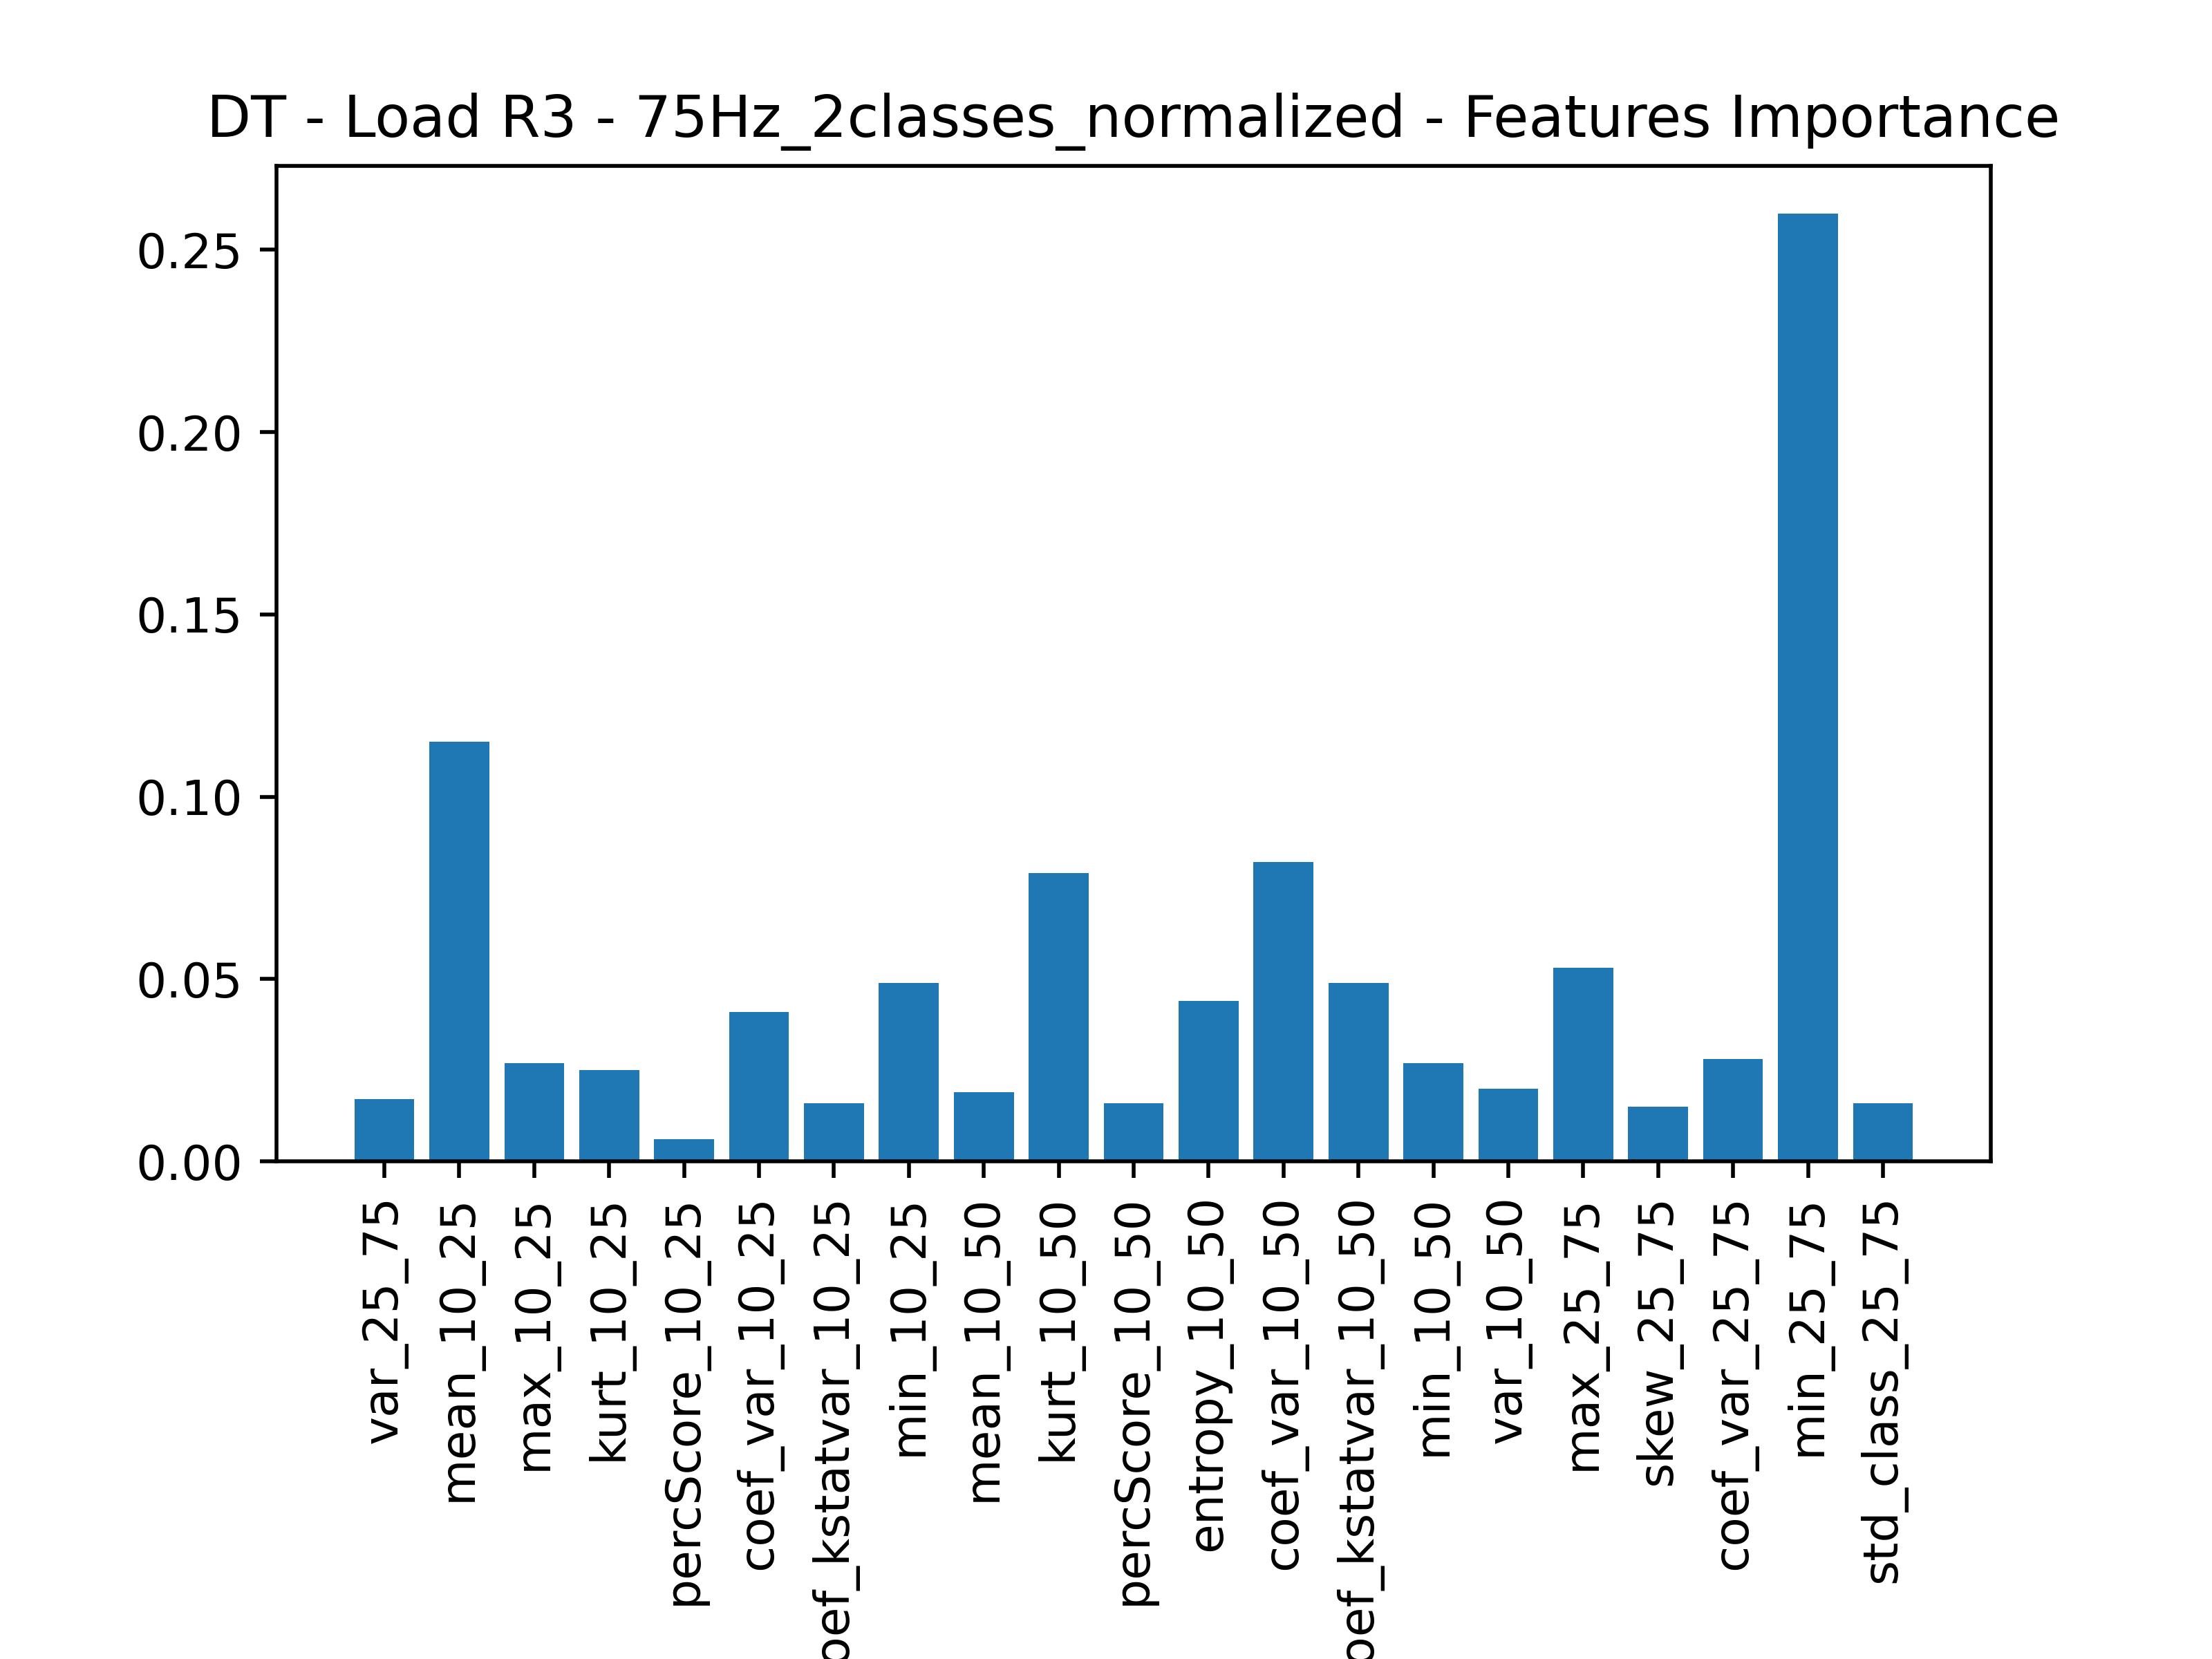 DT - Load R3 - 75Hz_2classes_normalized - Features Importance
0.25
0.20
0.15
0.10
0.05
0.00
var_25_75
mean_10_25
max_10_25
kurt_10_25
percScore_10_25
coef_var_10_25
oef_kstatvar_10_25
min_10_25
mean_10_50
kurt_10_50
percScore_10_50
entropy_10_50
coef_var_10_50
oef_kstatvar_10_50
min_10_50
var_10_50
max_25_75
skew_25_75
coef_var_25_75
min_25_75
std_class_25_75